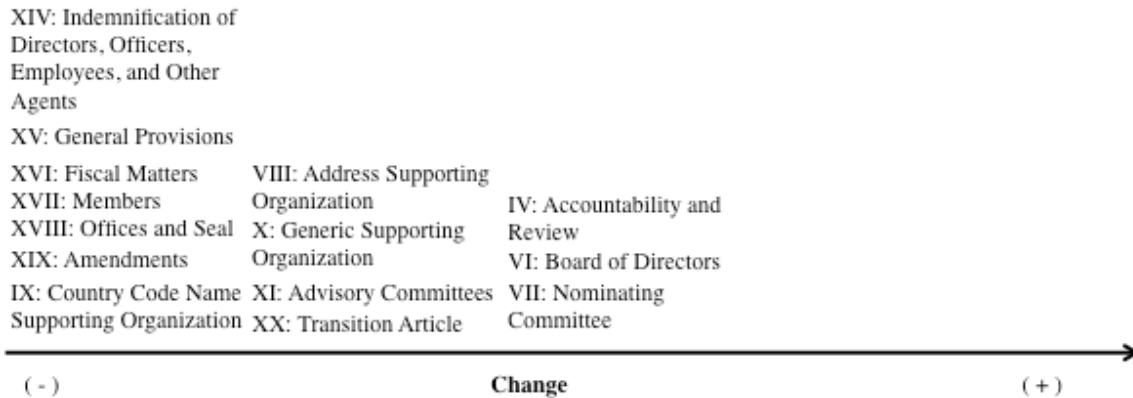 XIV: Indemnification of
Directors, Officers,
Employees, and Other
Agents
XV: General Provisions
XVI: Fiscal Matters
XVII: Members
XVIII: Offices and Seal
XIX: Amendments
IX: Country Code Name
Supporting Organization
VIII: Address Supporting
Organization
X: Generic Supporting
Organization
XI: Advisory Committees
XX: Transition Article
IV: Accountability and
Review
VI: Board of Directors
VII: Nominating
Committee
( - )
Change
( + )